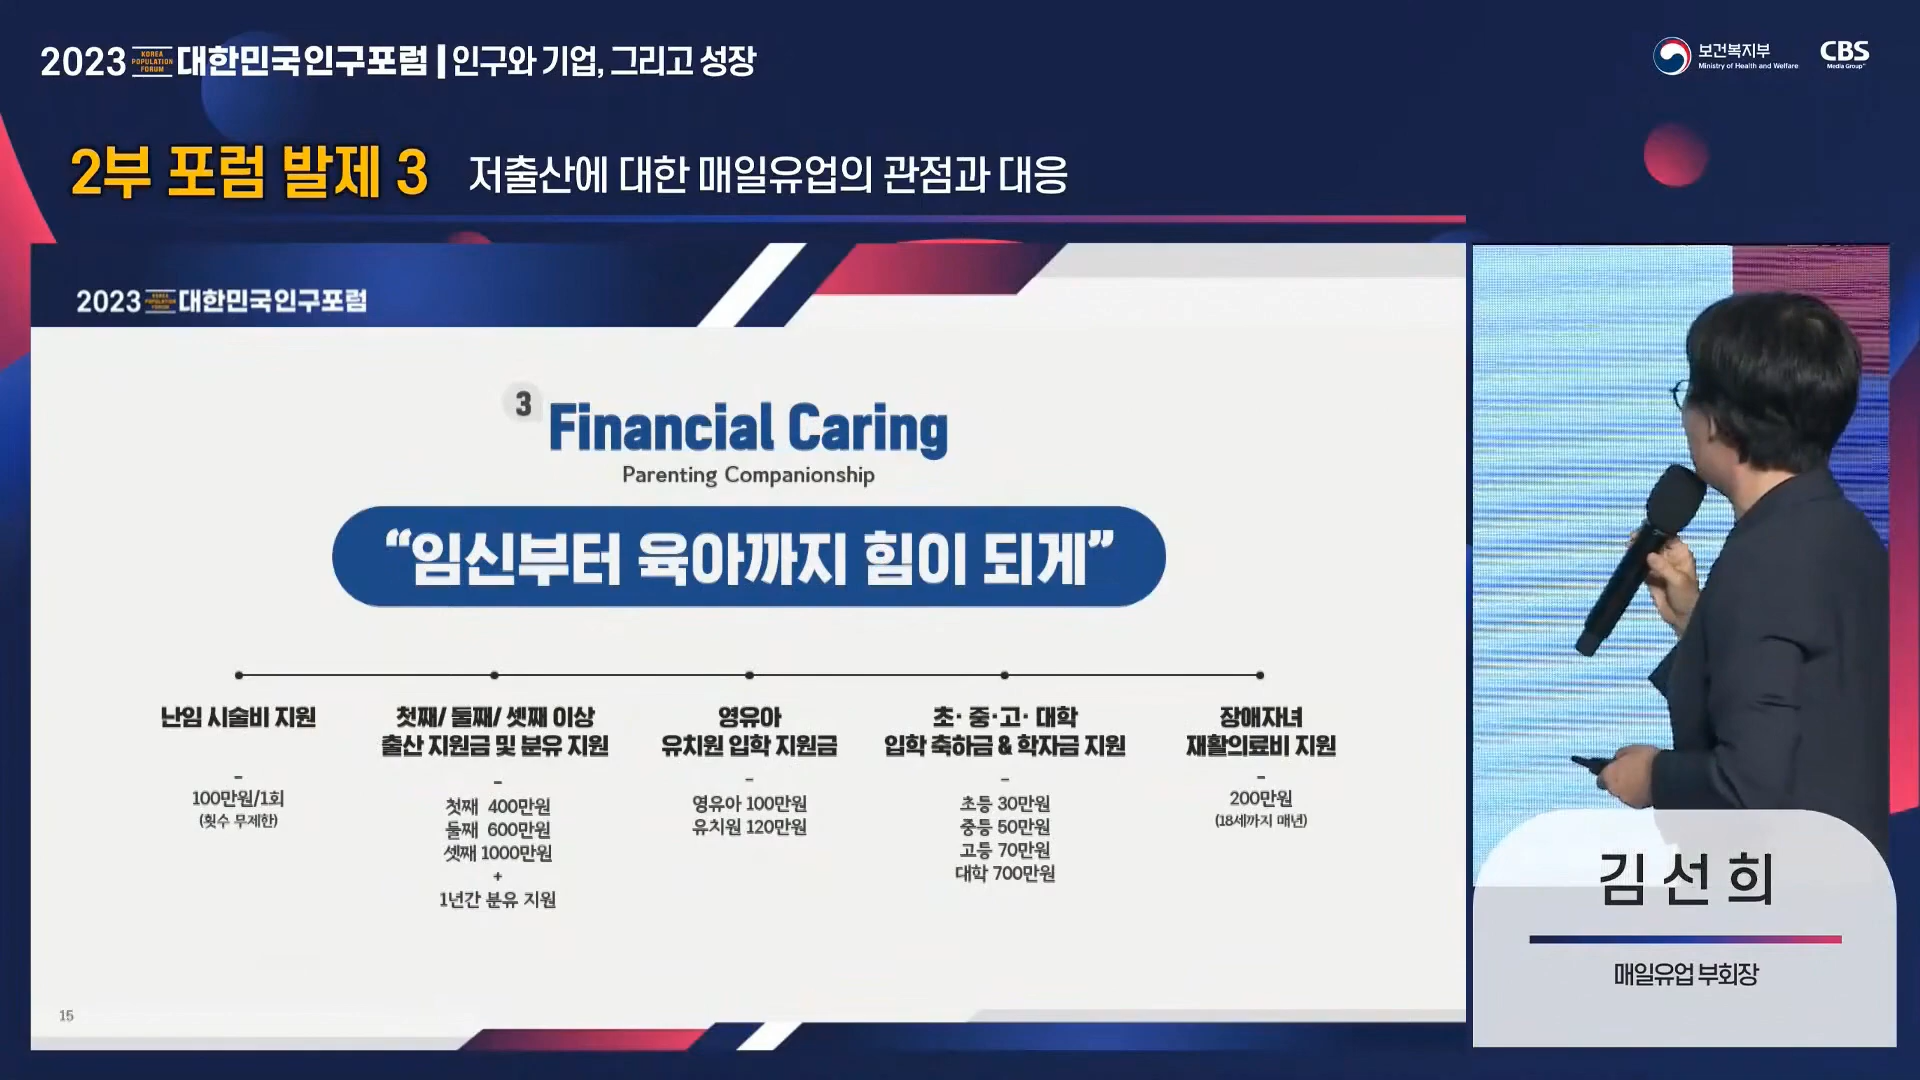 2023 KOREA POPULATION FORUM 대한민국인구포럼 | 인구와 기업, 그리고 성장
보건복지부
Ministry of Health and Welfare
CBS
Media Group
2부 포럼 발제 3 저출산에 대한 매일유업의 관점과 대응
2023 KOREA POPULATION FORUM 대한민국인구포럼
3 Financial Caring
Parenting Companionship
“임신부터 육아까지 힘이 되게”
난임 시술비 지원
-
100만원/1회
(횟수 무제한)
첫째/ 둘째/ 셋째 이상
출산 지원금 및 분유 지원
-
첫째 400만원
둘째 600만원
셋째 1000만원
+
1년간 분유 지원
영유아
유치원 입학 지원금
-
영유아 100만원
유치원 120만원
초· 중·고· 대학
입학 축하금 & 학자금 지원
-
초등 30만원
중등 50만원
고등 70만원
대학 700만원
장애자녀
재활의료비 지원
-
200만원
(18세까지 매년)
15
김선희
매일유업 부회장